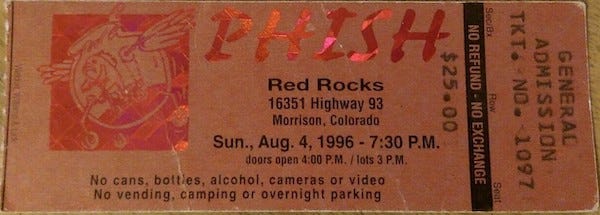 PHISH
Red Rocks
16351 Highway 93
Morrison, Colorado
Sun., Aug. 4, 1996 - 7:30 P.M.
doors open 4:00 P.M. / lots 3 P.M.
No cans, bottles, alcohol, cameras or video
No vending, camping or overnight parking
$25.00
Sec/Bx Row Seat
NO REFUND - NO EXCHANGE
GENERAL
ADMISSION
TKT. NO. 1097